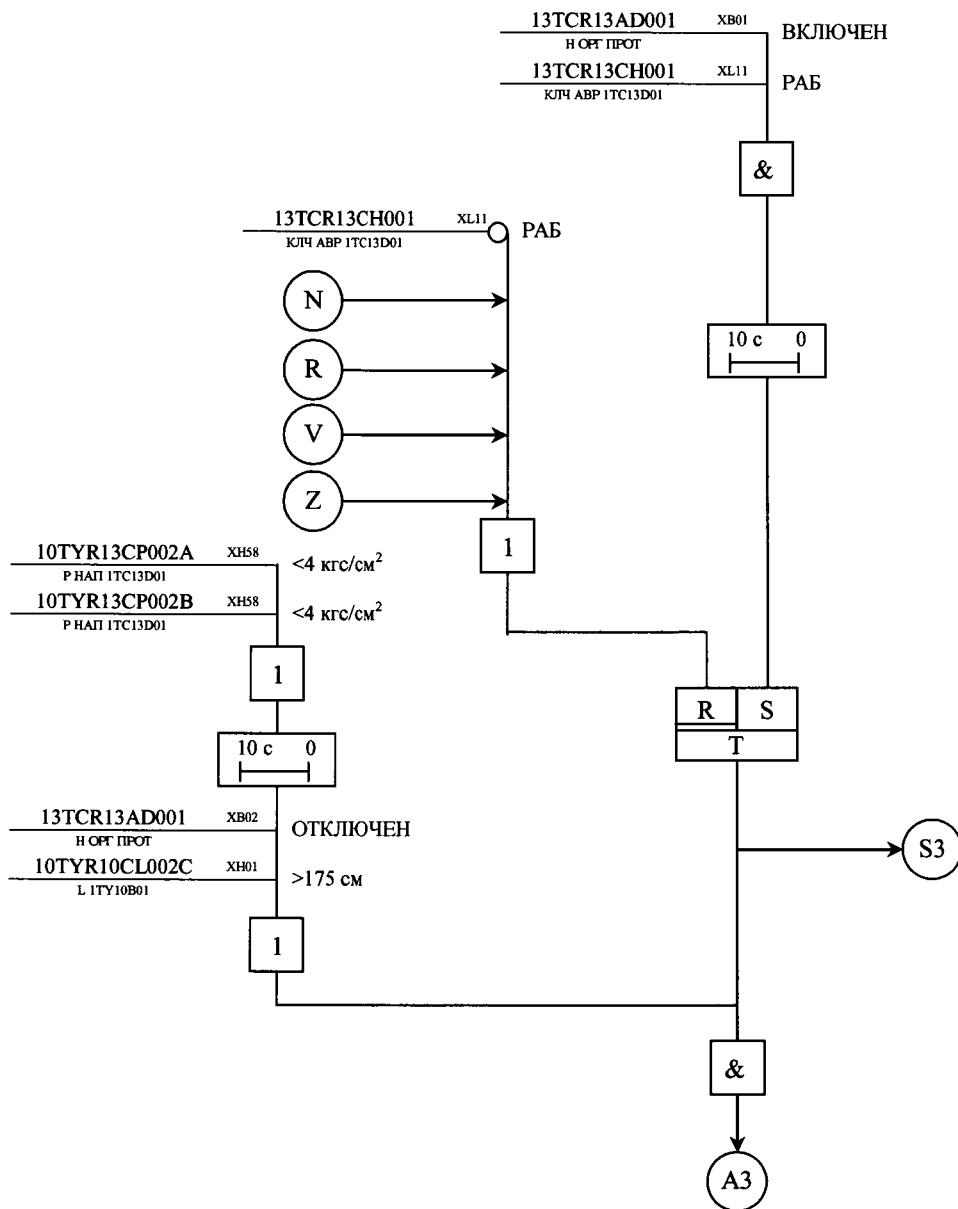 13TCR13AD001 XB01 ВКЛЮЧЕН
Н ОРГ ПРОТ
13TCR13CH001 XL11 РАБ
КЛЧ АВР 1TC13D01
&
13TCR13CH001 XL11 РАБ
КЛЧ АВР 1TC13D01
N
10 с 0
R
V
Z
1
10TYR13CP002A XH58 <4 кгс/см²
Р НАП 1TC13D01
10TYR13CP002B XH58 <4 кгс/см²
Р НАП 1TC13D01
1
R S
T
10 с 0
13TCR13AD001 XB02 ОТКЛЮЧЕН
Н ОРГ ПРОТ
S3
10TYR10CL002C XH01 >175 см
L 1TY10B01
1
&
A3